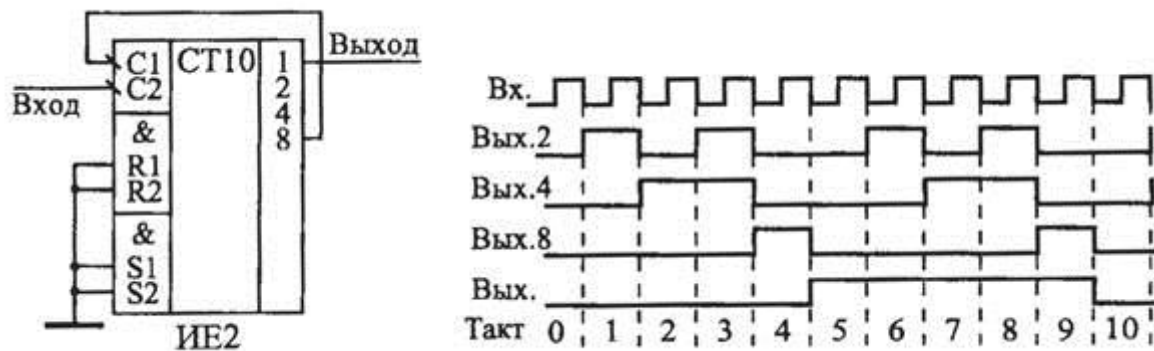 C1 CT10 1 Выход
Вход C2 2
& 4
R1 8
R2
&
S1
S2
ИЕ2
Вх.
Вых.2
Вых.4
Вых.8
Вых.
Такт 0 1 2 3 4 5 6 7 8 9 10